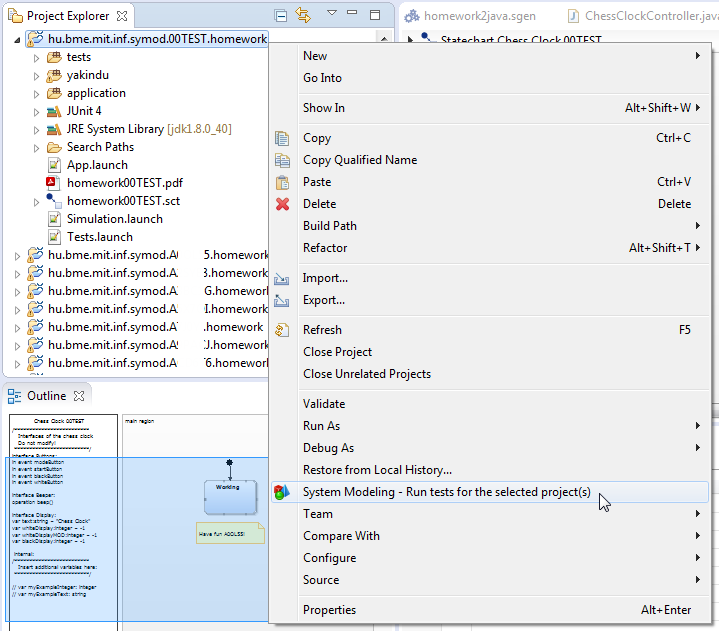 Project Explorer
homework2java.sgen
ChessClockController.java
hu.bme.mit.inf.symod.00TEST.homework
Statechart Chess Clock 00TEST
tests
yakindu
application
JUnit 4
JRE System Library [jdk1.8.0_40]
Search Paths
App.launch
homework00TEST.pdf
homework00TEST.sct
Simulation.launch
Tests.launch
hu.bme.mit.inf.symod.A 5.homework
hu.bme.mit.inf.symod.A 3.homework
hu.bme.mit.inf.symod.A G.homework
hu.bme.mit.inf.symod.A I.homework
hu.bme.mit.inf.symod.A .homework
hu.bme.mit.inf.symod.A J.homework
hu.bme.mit.inf.symod.A 6.homework
New
Go Into
Show In Alt+Shift+W
Copy Ctrl+C
Copy Qualified Name
Paste Ctrl+V
Delete Delete
Build Path
Refactor Alt+Shift+T
Import...
Export...
Refresh F5
Close Project
Close Unrelated Projects
Validate
Run As
Debug As
Restore from Local History...
System Modeling - Run tests for the selected project(s)
Team
Compare With
Configure
Source
Properties Alt+Enter
Outline
Chess Clock 00TEST
/****************************
Interfaces of the chess clock
Do not modify!
****************************/
interface Buttons:
in event modeButton
in event startButton
in event blackButton
in event whiteButton
interface Beeper:
operation beep()
interface Display:
var text:string = "Chess Clock"
var whiteDisplay:integer = -1
var whiteDisplayMOD:integer = -1
var blackDisplay:integer = -1
internal:
/****************************
Insert additional variables here:
****************************/
// var myExampleInteger: integer
// var myExampleText: string
main region
Working
Have fun A00LSS!